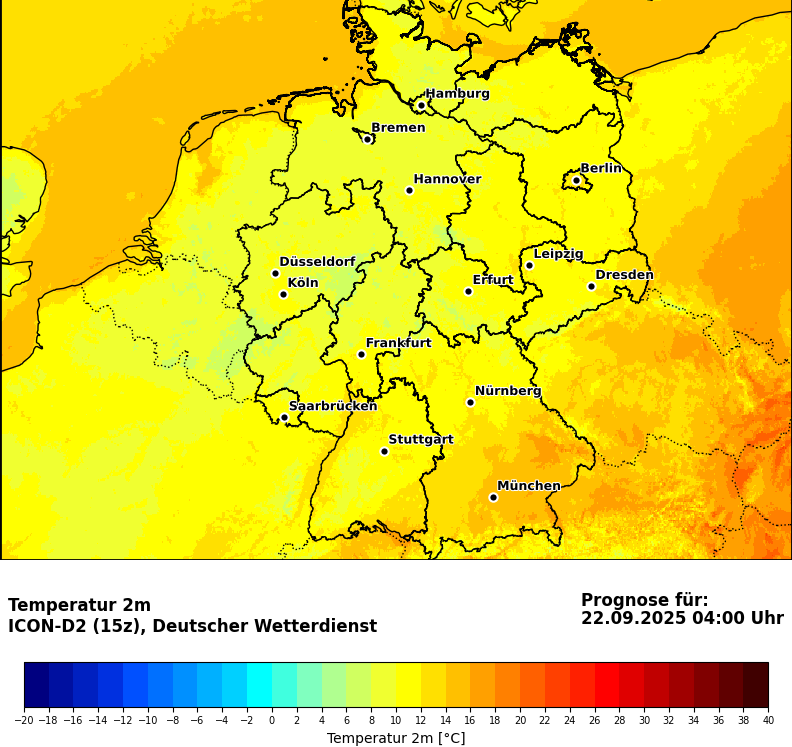 Hamburg
Bremen
Berlin
Hannover
Leipzig
Düsseldorf
Dresden
Köln
Erfurt
Frankfurt
Nürnberg
Saarbrücken
Stuttgart
München
Temperatur 2m
ICON-D2 (15z), Deutscher Wetterdienst
Prognose für:
22.09.2025 04:00 Uhr
−20 −18 −16 −14 −12 −10 −8 −6 −4 −2 0 2 4 6 8 10 12 14 16 18 20 22 24 26 28 30 32 34 36 38 40
Temperatur 2m [°C]